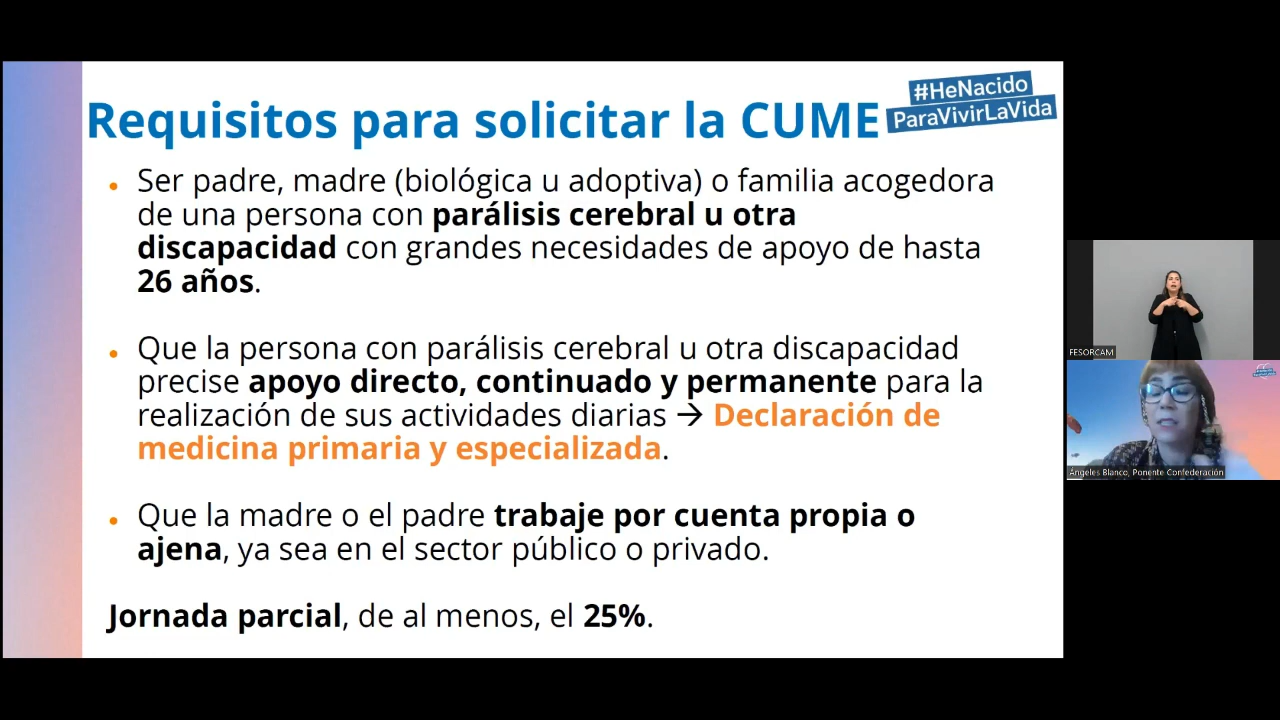 Requisitos para solicitar la CUME
#HeNacido
ParaVivirLaVida
• Ser padre, madre (biológica u adoptiva) o familia acogedora
de una persona con parálisis cerebral u otra
discapacidad con grandes necesidades de apoyo de hasta
26 años.
• Que la persona con parálisis cerebral u otra discapacidad
precise apoyo directo, continuado y permanente para la
realización de sus actividades diarias → Declaración de
medicina primaria y especializada.
• Que la madre o el padre trabaje por cuenta propia o
ajena, ya sea en el sector público o privado.
Jornada parcial, de al menos, el 25%.
FESORCAM
Ángeles Blanco, Ponente Confederación